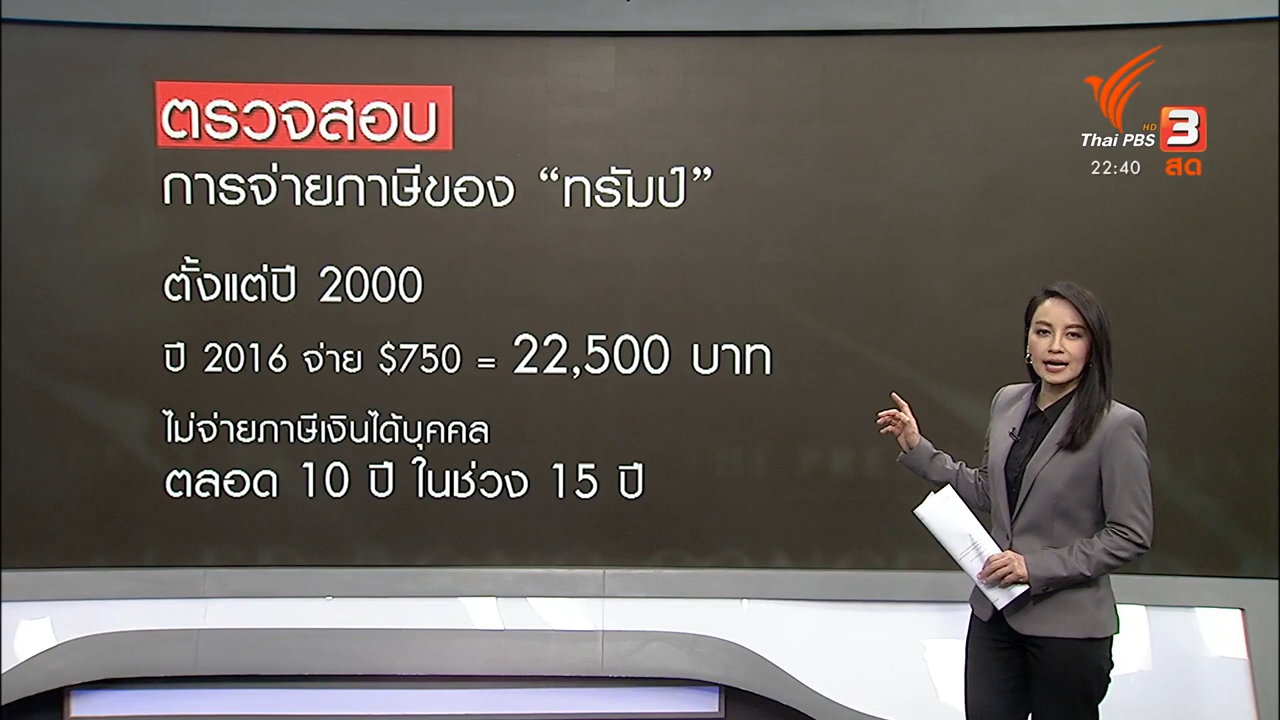 ตรวจสอบ
การจ่ายภาษีของ “ทรัมป์”
ตั้งแต่ปี 2000
ปี 2016 จ่าย $750 = 22,500 บาท
ไม่จ่ายภาษีเงินได้บุคคล
ตลอด 10 ปี ในช่วง 15 ปี
HD
Thai PBS 3
22:40 สด